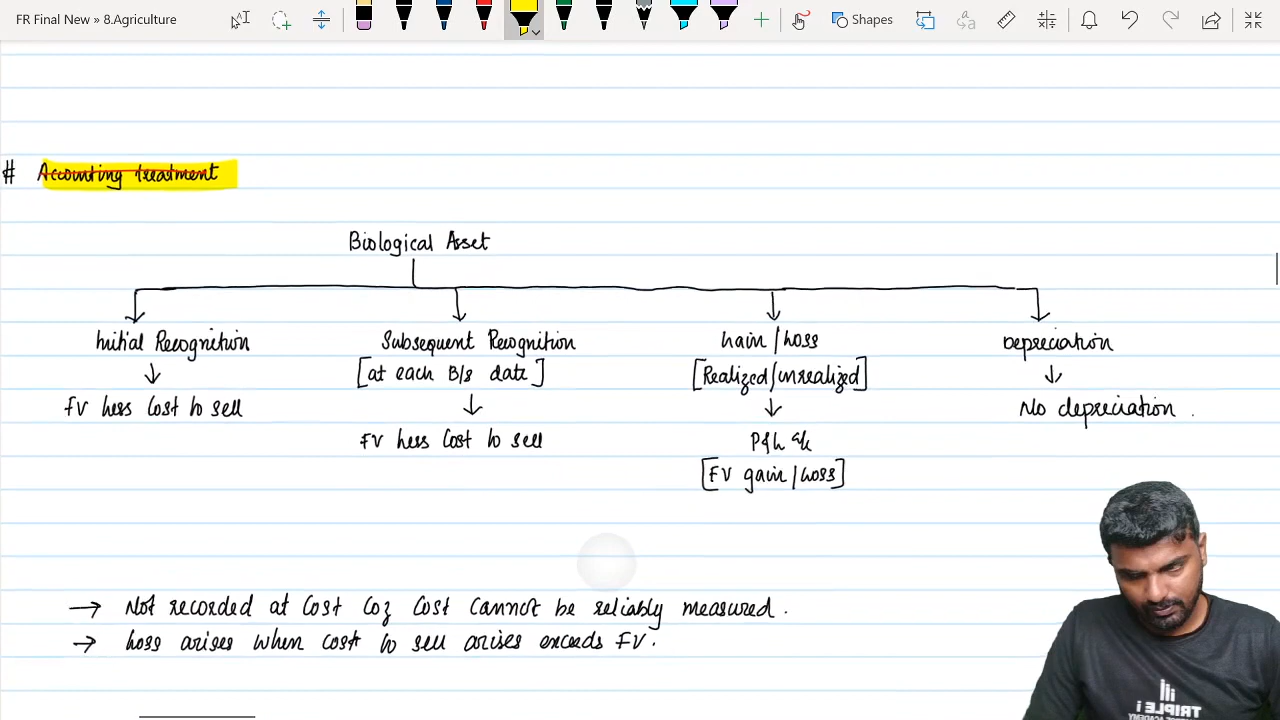 FR Final New » 8.Agriculture
Shapes
# Accounting treatment
Biological Asset
Initial Recognition
Subsequent Recognition
Gain/Loss
Depreciation
[at each B/s date]
[Realized/unrealized]
FV Less Cost to sell
No depreciation.
FV Less Cost to sell
P&L a/c
[FV gain/Loss]
→ Not recorded at Cost Coz Cost Cannot be reliably measured.
→ Loss arises when cost to sell arises exceeds FV.
TRIPLE i